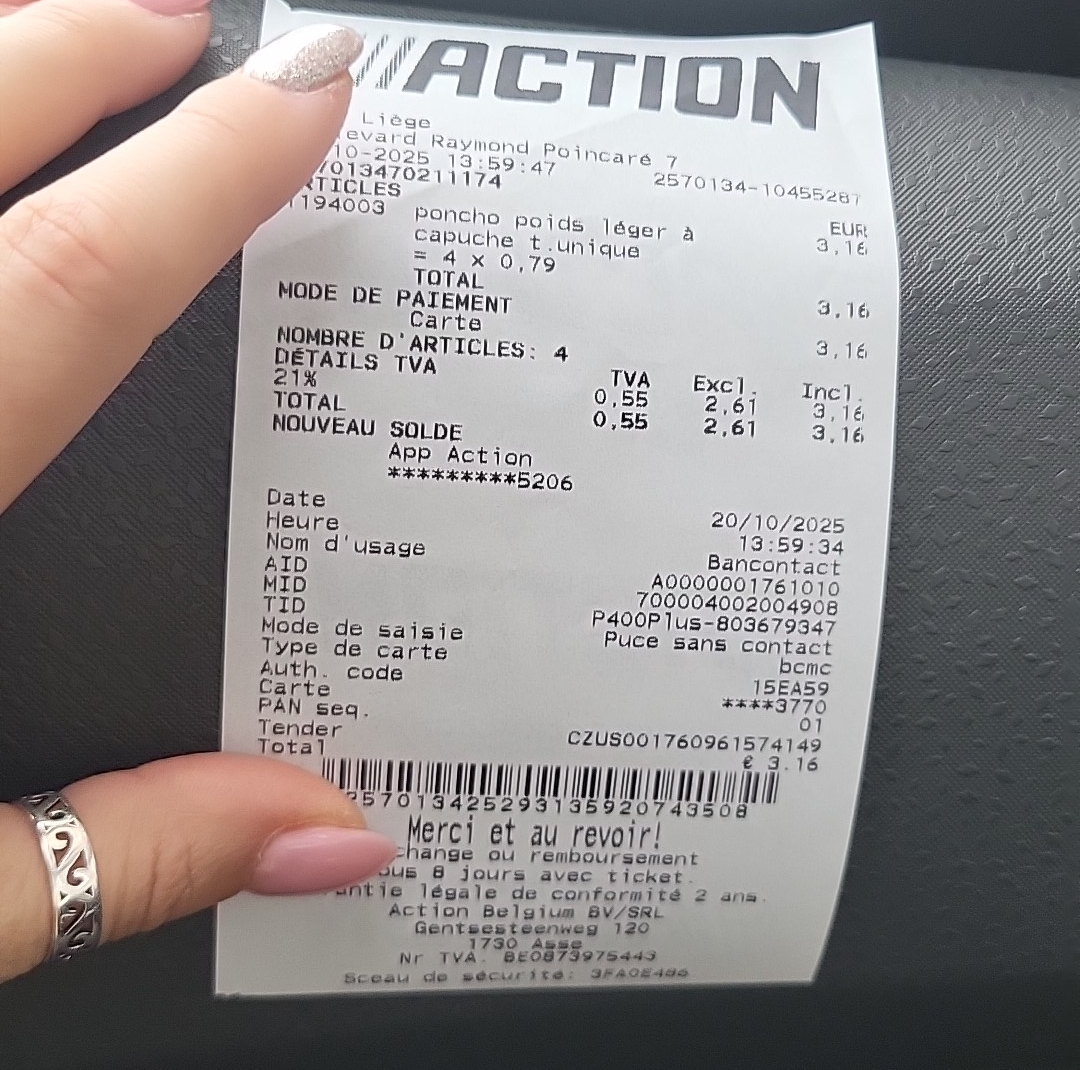 ACTION
Liège
evard Raymond Poincaré 7
10-2025 13:59:47 2570134-10455287
7013470211174
ARTICLES EUR
1194003 poncho poids léger à 3,16
capuche t.unique
= 4 x 0,79
TOTAL 3,16
MODE DE PAIEMENT
Carte 3,16
NOMBRE D'ARTICLES: 4
DÉTAILS TVA TVA Excl. Incl.
21% 0,55 2,61 3,16
TOTAL 0,55 2,61 3,16
NOUVEAU SOLDE
App Action
*********5206
Date 20/10/2025
Heure 13:59:34
Nom d'usage Bancontact
AID A0000001761010
MID 700004002004908
TID P400Plus-803679347
Mode de saisie Puce sans contact
Type de carte bcmc
Auth. code 15EA59
Carte ****3770
PAN seq. 01
Tender CZUS001760961574149
Total € 3.16
2570134252931359207435​08
Merci et au revoir!
change ou remboursement
ous 8 jours avec ticket.
antie légale de conformité 2 ans.
Action Belgium BV/SRL
Gentsesteenweg 120
1730 Asse
Nr TVA: BE0873975443
Sceau de sécurité: